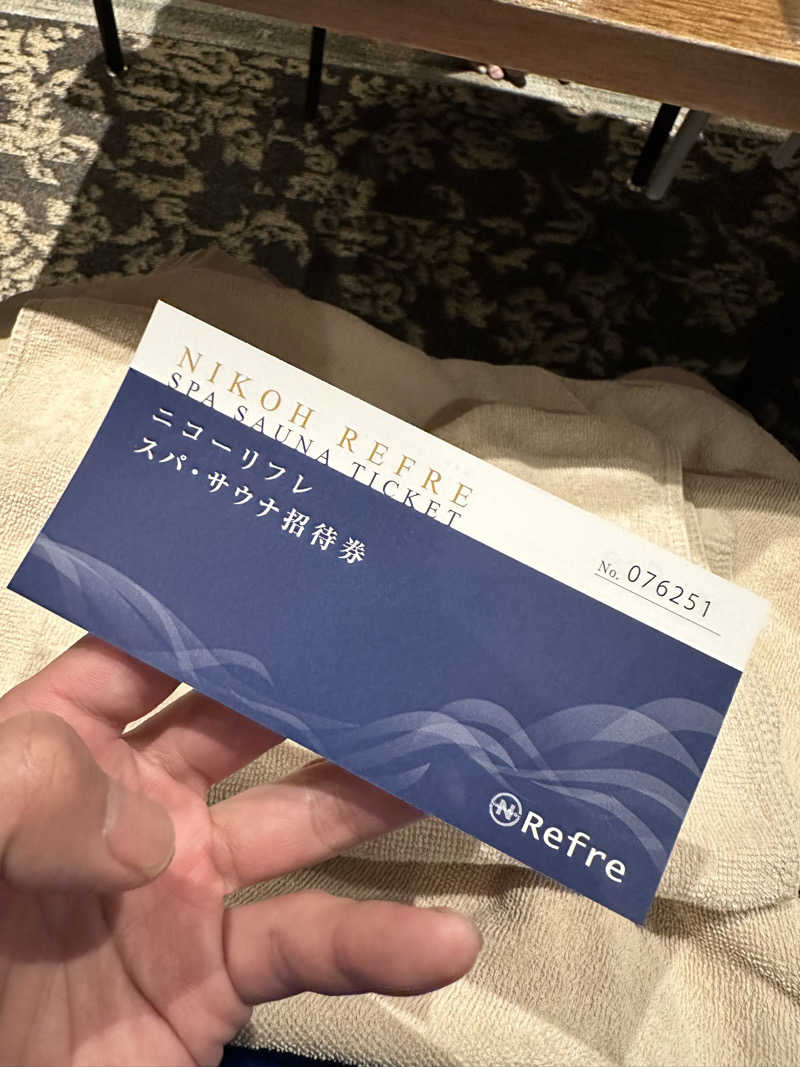 NIKOH REFRE
SPA SAUNA TICKET
ニコーリフレ
スパ・サウナ招待券
No. 076251
N Refre